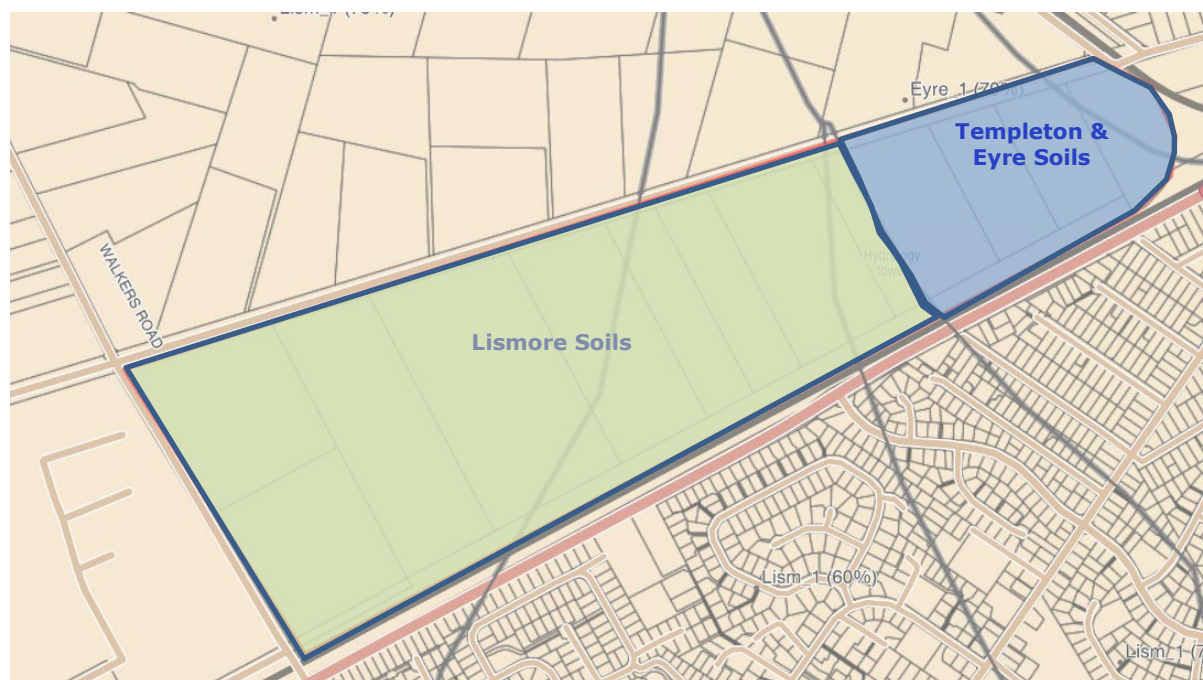 Eyre_1 (70%)
Templeton &
Eyre Soils
WALKERS ROAD
Lismore Soils
Lism_1 (60%)